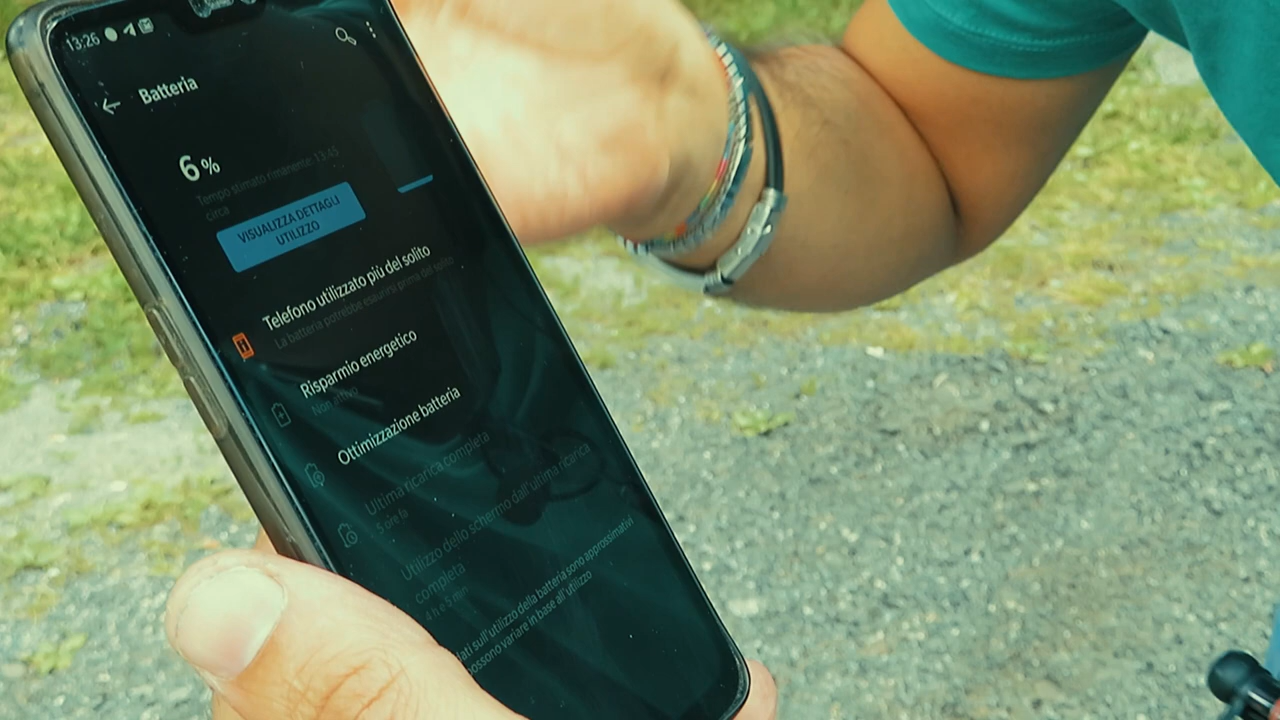 13:26
Batteria
6 %
Tempo stimato rimanente: 13:45
circa
VISUALIZZA DETTAGLI
UTILIZZO
Telefono utilizzato più del solito
La batteria potrebbe esaurirsi prima del solito
Risparmio energetico
Non attivo
Ottimizzazione batteria
Ultima ricarica completa
5 ore fa
Utilizzo dello schermo dall'ultima ricarica
completa
h e 5 min
dati sull'utilizzo della batteria sono approssimativi
possono variare in base all'utilizzo